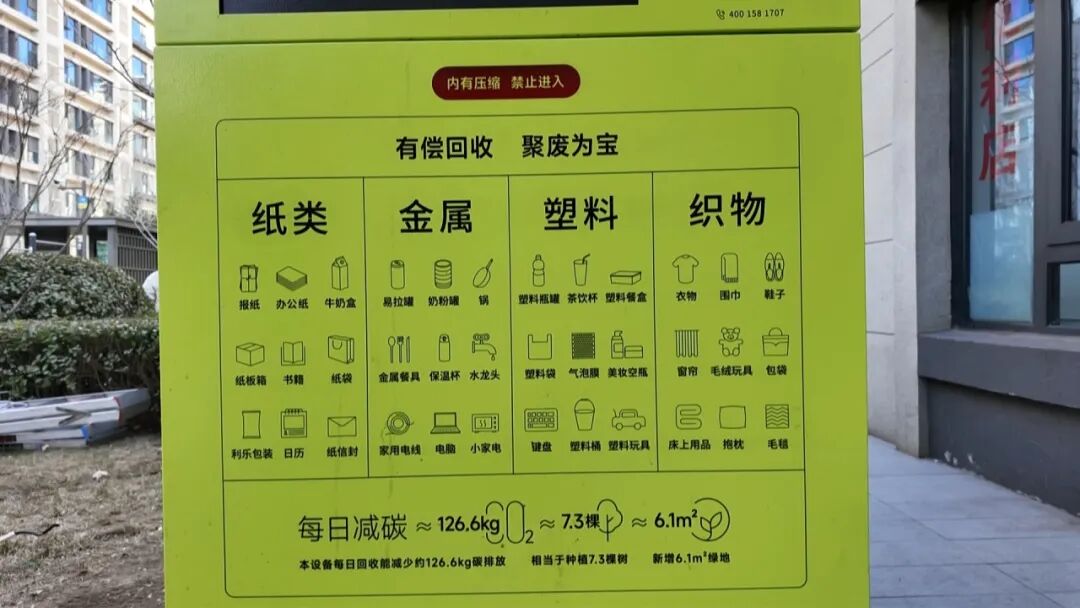 400 158 1707
内有压缩 禁止进入
有偿回收 聚废为宝
纸类 金属 塑料 织物
报纸 办公纸 牛奶盒 易拉罐 奶粉罐 锅 塑料瓶罐 茶饮杯 塑料餐盒 衣物 围巾 鞋子
纸板箱 书籍 纸袋 金属餐具 保温杯 水龙头 塑料袋 气泡膜 美妆空瓶 窗帘 毛绒玩具 包袋
利乐包装 日历 纸信封 家用电线 电脑 小家电 键盘 塑料桶 塑料玩具 床上用品 抱枕 毛毯
每日减碳 ≈ 126.6kg CO2 ≈ 7.3棵 ≈ 6.1m²
本设备每日回收能减少约126.6kg碳排放 相当于种植7.3棵树 新增6.1m²绿地
利店